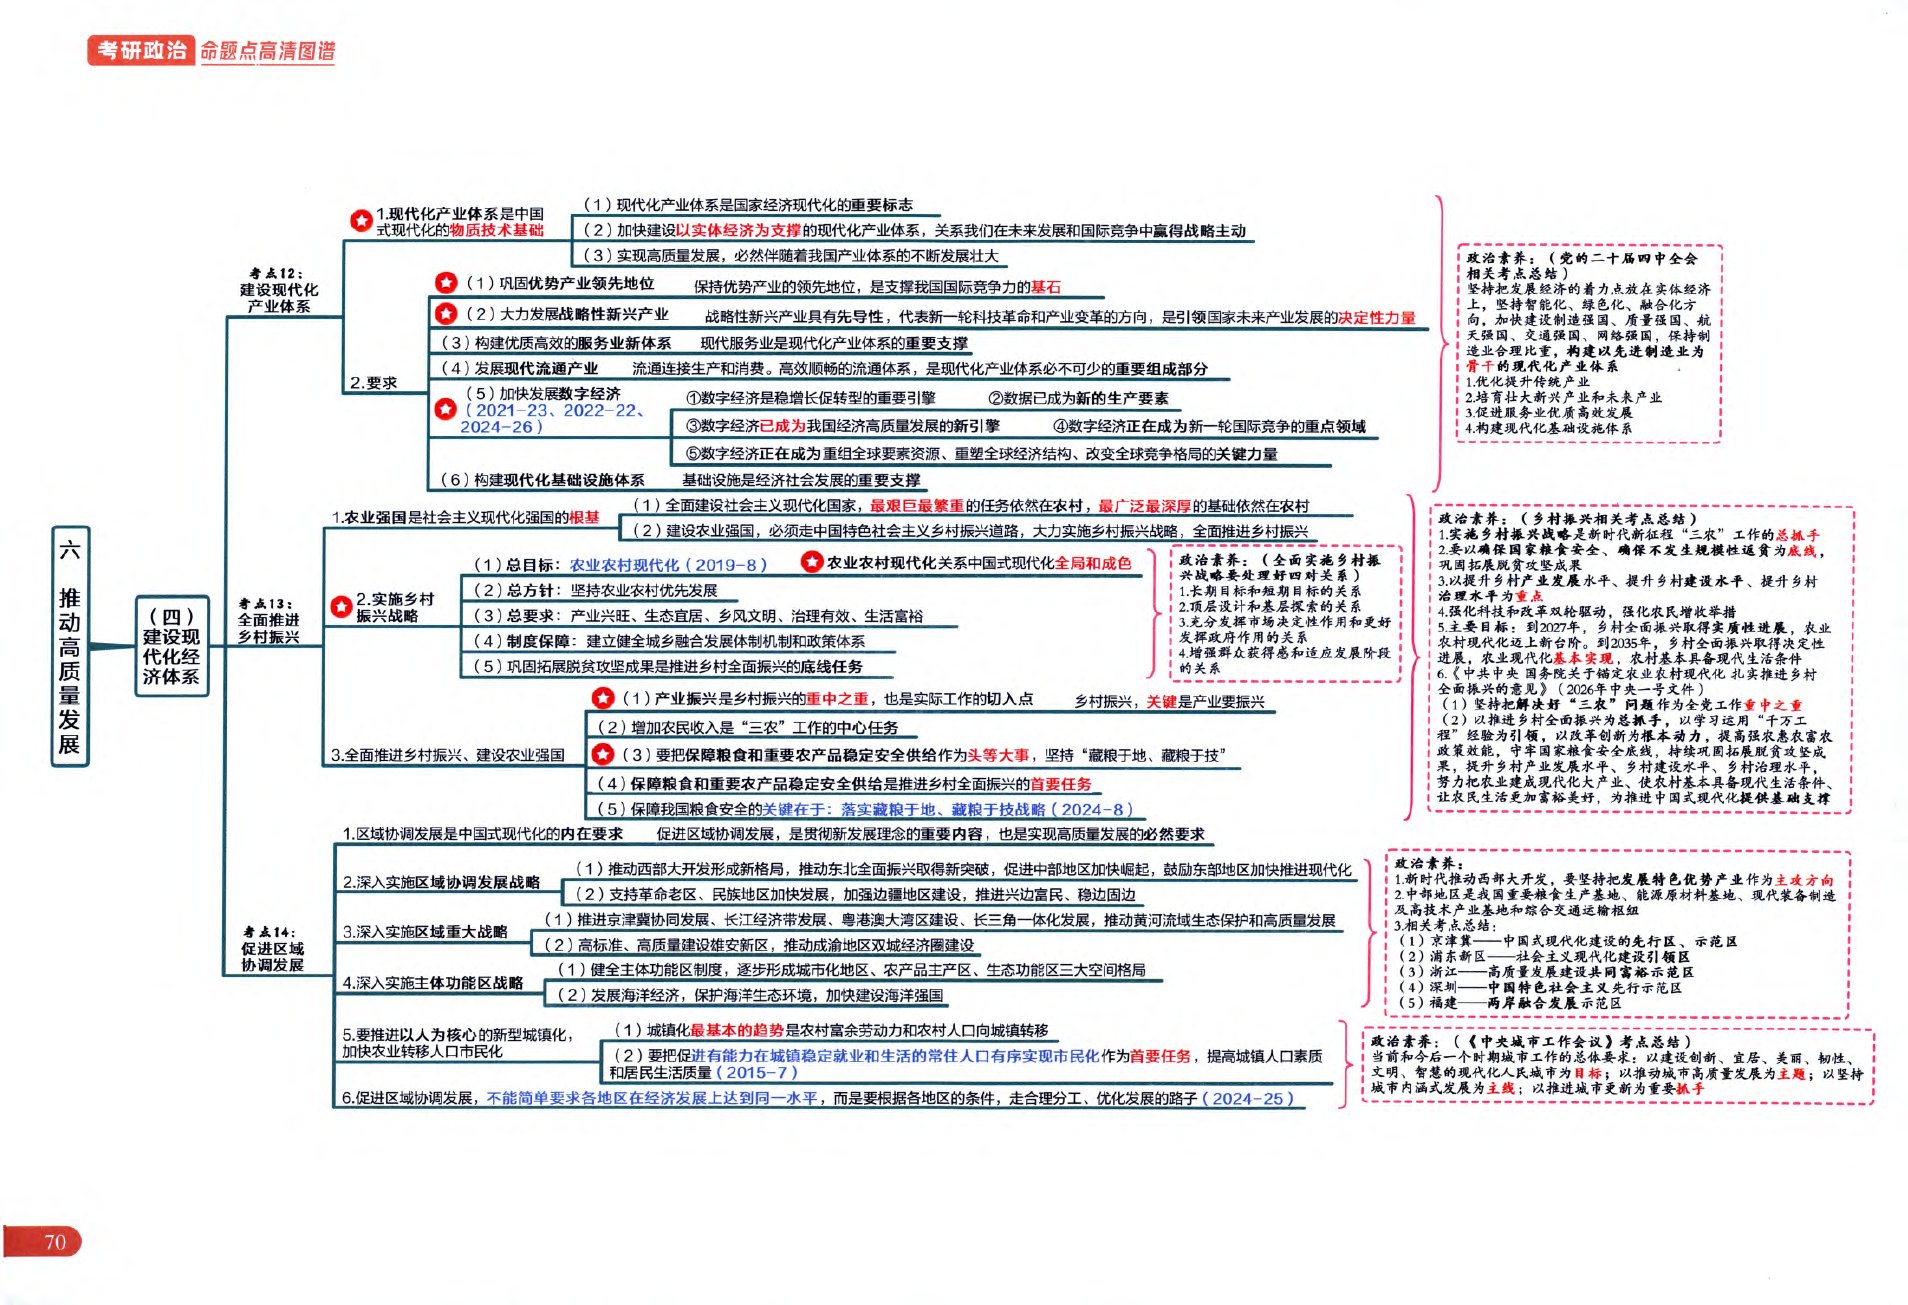 考研政治 命题点高清图谱
六 推动高质量发展
(四)
建设现
代化经
济体系
考点12:
建设现代化
产业体系
1.现代化产业体系是中国
式现代化的物质技术基础
(1)现代化产业体系是国家经济现代化的重要标志
(2)加快建设以实体经济为支撑的现代化产业体系,关系我们在未来发展和国际竞争中赢得战略主动
(3)实现高质量发展,必然伴随着我国产业体系的不断发展壮大
2.要求
(1)巩固优势产业领先地位 保持优势产业的领先地位,是支撑我国国际竞争力的基石
(2)大力发展战略性新兴产业 战略性新兴产业具有先导性,代表新一轮科技革命和产业变革的方向,是引领国家未来产业发展的决定性力量
(3)构建优质高效的服务业新体系 现代服务业是现代化产业体系的重要支撑
(4)发展现代流通产业 流通连接生产和消费。高效顺畅的流通体系,是现代化产业体系必不可少的重要组成部分
(5)加快发展数字经济
(2021-23、2022-22、
2024-26)
①数字经济是稳增长促转型的重要引擎 ②数据已成为新的生产要素
③数字经济已成为我国经济高质量发展的新引擎 ④数字经济正在成为新一轮国际竞争的重点领域
⑤数字经济正在成为重组全球要素资源、重塑全球经济结构、改变全球竞争格局的关键力量
(6)构建现代化基础设施体系 基础设施是经济社会发展的重要支撑
政治素养:(党的二十届四中全会
相关考点总结)
坚持把发展经济的着力点放在实体经济
上,坚持智能化、绿色化、融合化方
向,加快建设制造强国、质量强国、航
天强国、交通强国、网络强国,保持制
造业合理比重,构建以先进制造业为
骨干的现代化产业体系
1.优化提升传统产业
2.培育壮大新兴产业和未来产业
3.促进服务业优质高效发展
4.构建现代化基础设施体系
考点13:
全面推进
乡村振兴
1.农业强国是社会主义现代化强国的根基
(1)全面建设社会主义现代化国家,最艰巨最繁重的任务依然在农村,最广泛最深厚的基础依然在农村
(2)建设农业强国,必须走中国特色社会主义乡村振兴道路,大力实施乡村振兴战略,全面推进乡村振兴
2.实施乡村
振兴战略
(1)总目标:农业农村现代化(2019-8) 农业农村现代化关系中国式现代化全局和成色
(2)总方针:坚持农业农村优先发展
(3)总要求:产业兴旺、生态宜居、乡风文明、治理有效、生活富裕
(4)制度保障:建立健全城乡融合发展体制机制和政策体系
(5)巩固拓展脱贫攻坚成果是推进乡村全面振兴的底线任务
政治素养:(全面实施乡村振
兴战略要处理好四对关系)
1.长期目标和短期目标的关系
2.顶层设计和基层探索的关系
3.充分发挥市场决定性作用和更好
发挥政府作用的关系
4.增强群众获得感和适应发展阶段
的关系
3.全面推进乡村振兴、建设农业强国
(1)产业振兴是乡村振兴的重中之重,也是实际工作的切入点 乡村振兴,关键是产业要振兴
(2)增加农民收入是“三农”工作的中心任务
(3)要把保障粮食和重要农产品稳定安全供给作为头等大事,坚持“藏粮于地、藏粮于技”
(4)保障粮食和重要农产品稳定安全供给是推进乡村全面振兴的首要任务
(5)保障我国粮食安全的关键在于:落实藏粮于地、藏粮于技战略(2024-8)
政治素养:(乡村振兴相关考点总结)
1.实施乡村振兴战略是新时代新征程“三农”工作的总抓手
2.要以确保国家粮食安全、确保不发生规模性返贫为底线,
巩固拓展脱贫攻坚成果
3.以提升乡村产业发展水平、提升乡村建设水平、提升乡村
治理水平为重点
4.强化科技和改革双轮驱动,强化农民增收举措
5.主要目标:到2027年,乡村全面振兴取得实质性进展,农业
农村现代化迈上新台阶。到2035年,乡村全面振兴取得决定性
进展,农业现代化基本实现,农村基本具备现代生活条件
6.《中共中央 国务院关于锚定农业农村现代化 扎实推进乡村
全面振兴的意见》(2026年中央一号文件)
(1)坚持把解决好“三农”问题作为全党工作重中之重
(2)以推进乡村全面振兴为总抓手,以学习运用“千万工
程”经验为引领,以改革创新为根本动力,提高强农惠农富农
政策效能,守牢国家粮食安全底线,持续巩固拓展脱贫攻坚成
果,提升乡村产业发展水平、乡村建设水平、乡村治理水平,
努力把农业建成现代化大产业、使农村基本具备现代生活条件、
让农民生活更加富裕美好,为推进中国式现代化提供基础支撑
考点14:
促进区域
协调发展
1.区域协调发展是中国式现代化的内在要求 促进区域协调发展,是贯彻新发展理念的重要内容,也是实现高质量发展的必然要求
2.深入实施区域协调发展战略
(1)推动西部大开发形成新格局,推动东北全面振兴取得新突破,促进中部地区加快崛起,鼓励东部地区加快推进现代化
(2)支持革命老区、民族地区加快发展,加强边疆地区建设,推进兴边富民、稳边固边
3.深入实施区域重大战略
(1)推进京津冀协同发展、长江经济带发展、粤港澳大湾区建设、长三角一体化发展,推动黄河流域生态保护和高质量发展
(2)高标准、高质量建设雄安新区,推动成渝地区双城经济圈建设
4.深入实施主体功能区战略
(1)健全主体功能区制度,逐步形成城市化地区、农产品主产区、生态功能区三大空间格局
(2)发展海洋经济,保护海洋生态环境,加快建设海洋强国
政治素养:
1.新时代推动西部大开发,要坚持把发展特色优势产业作为主攻方向
2.中部地区是我国重要粮食生产基地、能源原材料基地、现代装备制造
及高技术产业基地和综合交通运输枢纽
3.相关考点总结:
(1)京津冀——中国式现代化建设的先行区、示范区
(2)浦东新区——社会主义现代化建设引领区
(3)浙江——高质量发展建设共同富裕示范区
(4)深圳——中国特色社会主义先行示范区
(5)福建——两岸融合发展示范区
5.要推进以人为核心的新型城镇化,
加快农业转移人口市民化
(1)城镇化最基本的趋势是农村富余劳动力和农村人口向城镇转移
(2)要把促进有能力在城镇稳定就业和生活的常住人口有序实现市民化作为首要任务,提高城镇人口素质
和居民生活质量(2015-7)
6.促进区域协调发展,不能简单要求各地区在经济发展上达到同一水平,而是要根据各地区的条件,走合理分工、优化发展的路子(2024-25)
政治素养:(《中央城市工作会议》考点总结)
当前和今后一个时期城市工作的总体要求:以建设创新、宜居、美丽、韧性、
文明、智慧的现代化人民城市为目标;以推动城市高质量发展为主题;以坚持
城市内涵式发展为主线;以推进城市更新为重要抓手
70